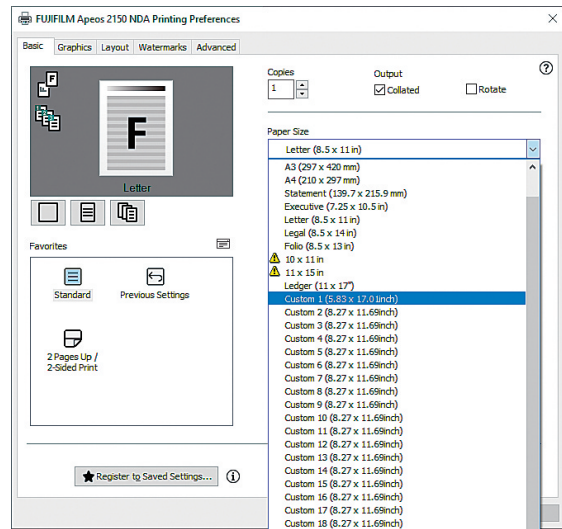 FUJIFILM Apeos 2150 NDA Printing Preferences
Basic Graphics Layout Watermarks Advanced
F
F
Letter
Copies
1
Output
Collated
Rotate
Paper Size
Letter (8.5 x 11 in)
A3 (297 x 420 mm)
A4 (210 x 297 mm)
Statement (139.7 x 215.9 mm)
Executive (7.25 x 10.5 in)
Letter (8.5 x 11 in)
Legal (8.5 x 14 in)
Folio (8.5 x 13 in)
10 x 11 in
11 x 15 in
Ledger (11 x 17")
Custom 1 (5.83 x 17.01inch)
Custom 2 (8.27 x 11.69inch)
Custom 3 (8.27 x 11.69inch)
Custom 4 (8.27 x 11.69inch)
Custom 5 (8.27 x 11.69inch)
Custom 6 (8.27 x 11.69inch)
Custom 7 (8.27 x 11.69inch)
Custom 8 (8.27 x 11.69inch)
Custom 9 (8.27 x 11.69inch)
Custom 10 (8.27 x 11.69inch)
Custom 11 (8.27 x 11.69inch)
Custom 12 (8.27 x 11.69inch)
Custom 13 (8.27 x 11.69inch)
Custom 14 (8.27 x 11.69inch)
Custom 15 (8.27 x 11.69inch)
Custom 16 (8.27 x 11.69inch)
Custom 17 (8.27 x 11.69inch)
Custom 18 (8.27 x 11.69inch)
Favorites
Standard
Previous Settings
2 Pages Up /
2-Sided Print
Register to Saved Settings...